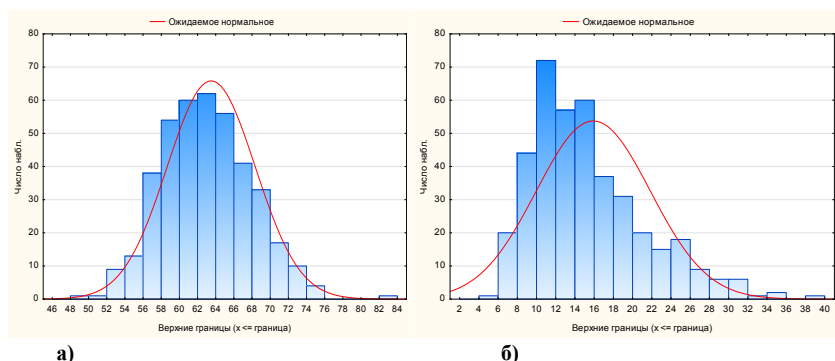 Ожидаемое нормальное
80
70
60
50
40
30
20
10
0
Число набл.
46 48 50 52 54 56 58 60 62 64 66 68 70 72 74 76 78 80 82 84
Верхние границы (x <= граница)
а)
Ожидаемое нормальное
80
70
60
50
40
30
20
10
0
Число набл.
2 4 6 8 10 12 14 16 18 20 22 24 26 28 30 32 34 36 38 40
Верхние границы (x <= граница)
б)